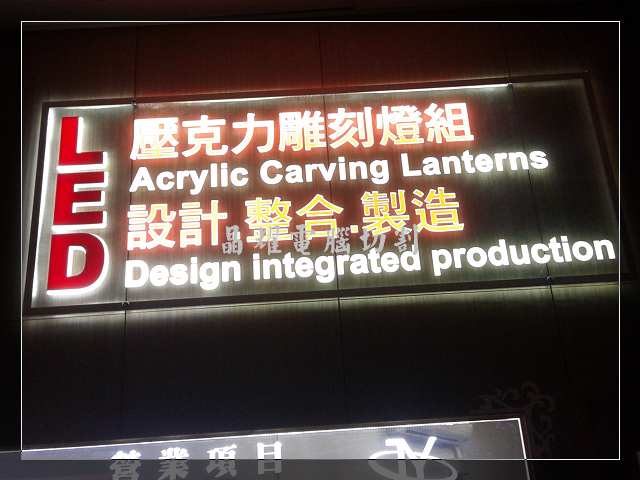 LED
壓克力雕刻燈組
Acrylic Carving Lanterns
設計.整合.製造
晶耀電腦切割
Design integrated production
營業項目